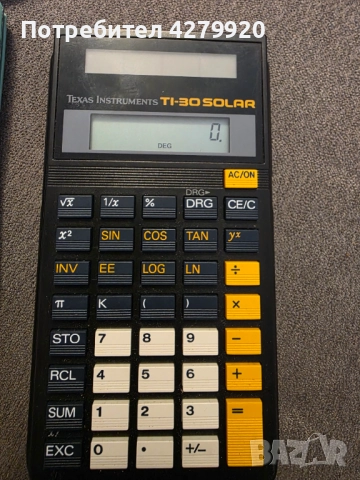 Потребител 4279920
TEXAS INSTRUMENTS TI-30 SOLAR
0.
DEG
AC/ON
DRG▸
√x 1/x % DRG CE/C
x² SIN COS TAN yˣ
INV EE LOG LN ÷
π K ( ) ×
STO 7 8 9 −
RCL 4 5 6 +
SUM 1 2 3 =
x!
EXC 0 • +/−
BAZAR